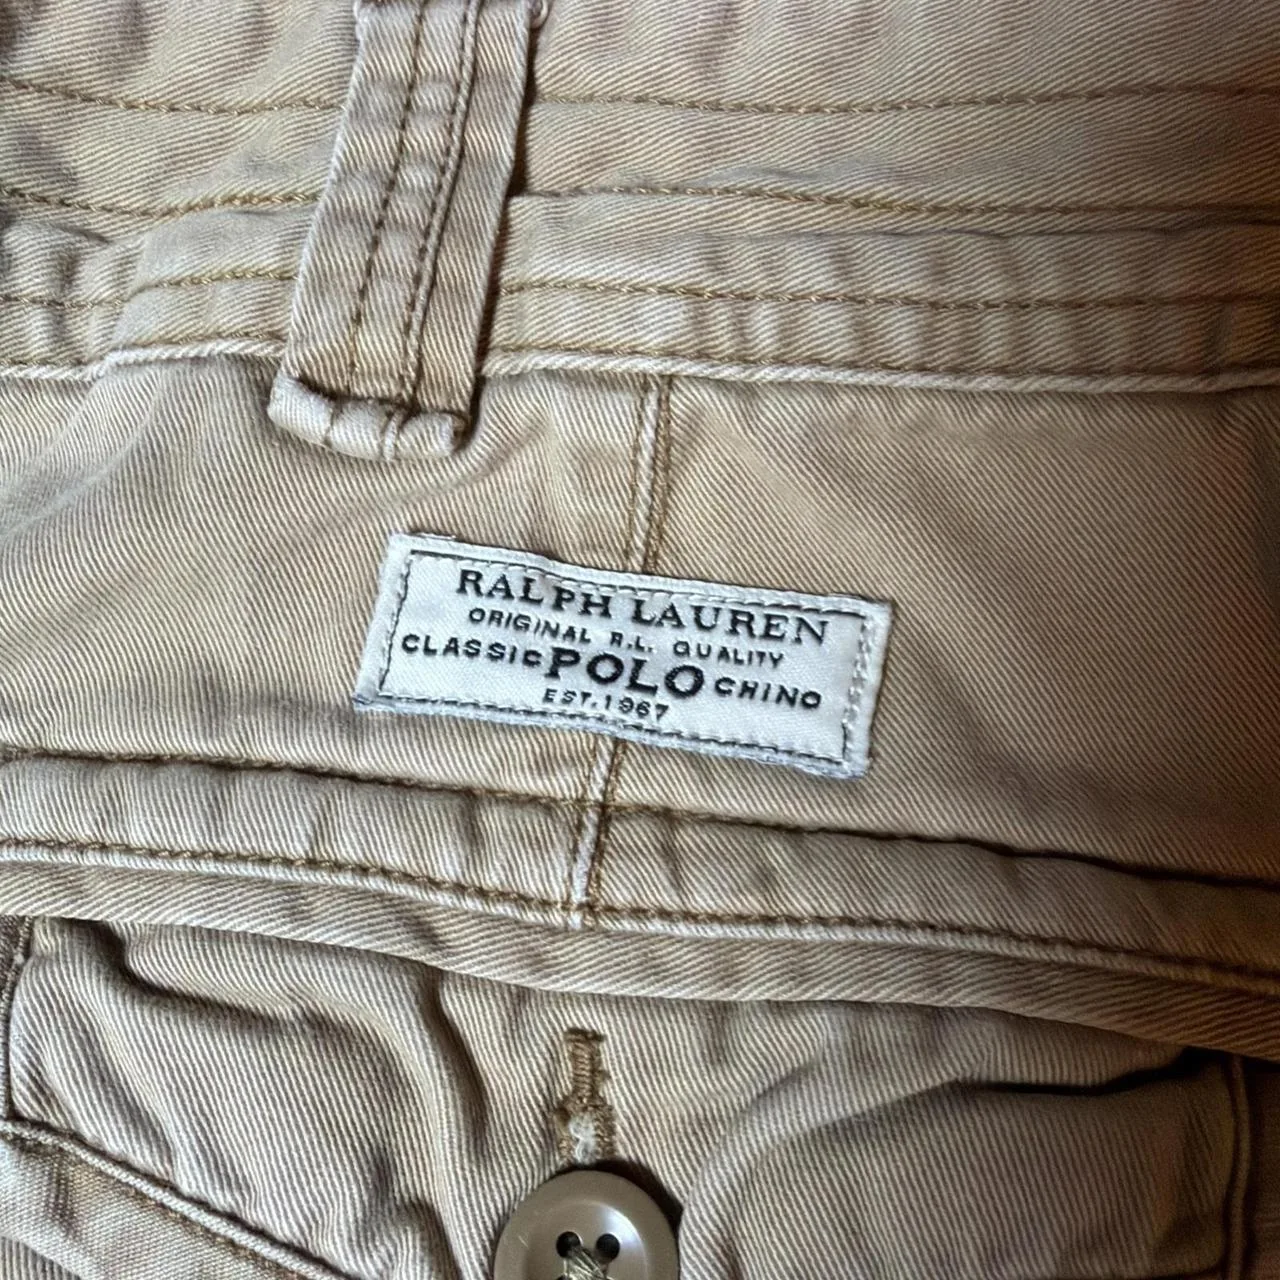 RALPH LAUREN
ORIGINAL R.L. QUALITY
CLASSIC POLO CHINO
EST. 1967